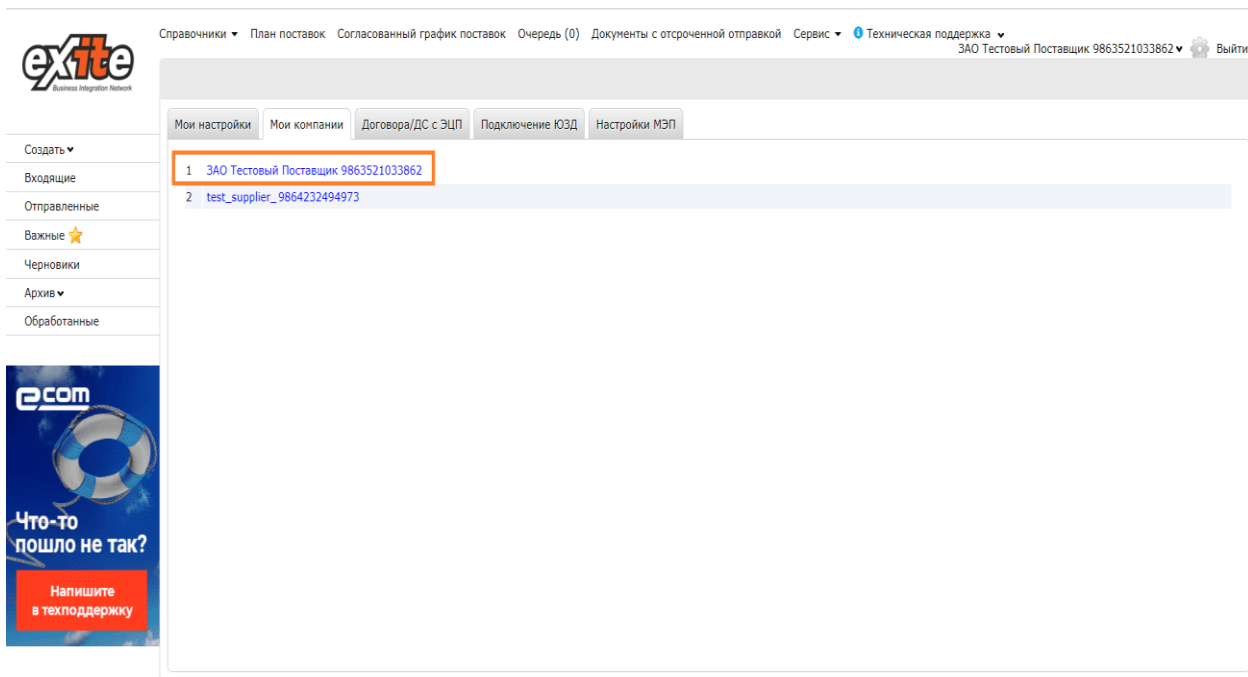 exite
Business Integration Network
Справочники План поставок Согласованный график поставок Очередь (0) Документы с отсроченной отправкой Сервис Техническая поддержка
ЗАО Тестовый Поставщик 9863521033862 Выйти
Мои настройки Мои компании Договора/ДС с ЭЦП Подключение ЮЗД Настройки МЭП
1 ЗАО Тестовый Поставщик 9863521033862
2 test_supplier_ 9864232494973
Создать
Входящие
Отправленные
Важные
Черновики
Архив
Обработанные
ecom
Что-то
пошло не так?
Напишите
в техподдержку